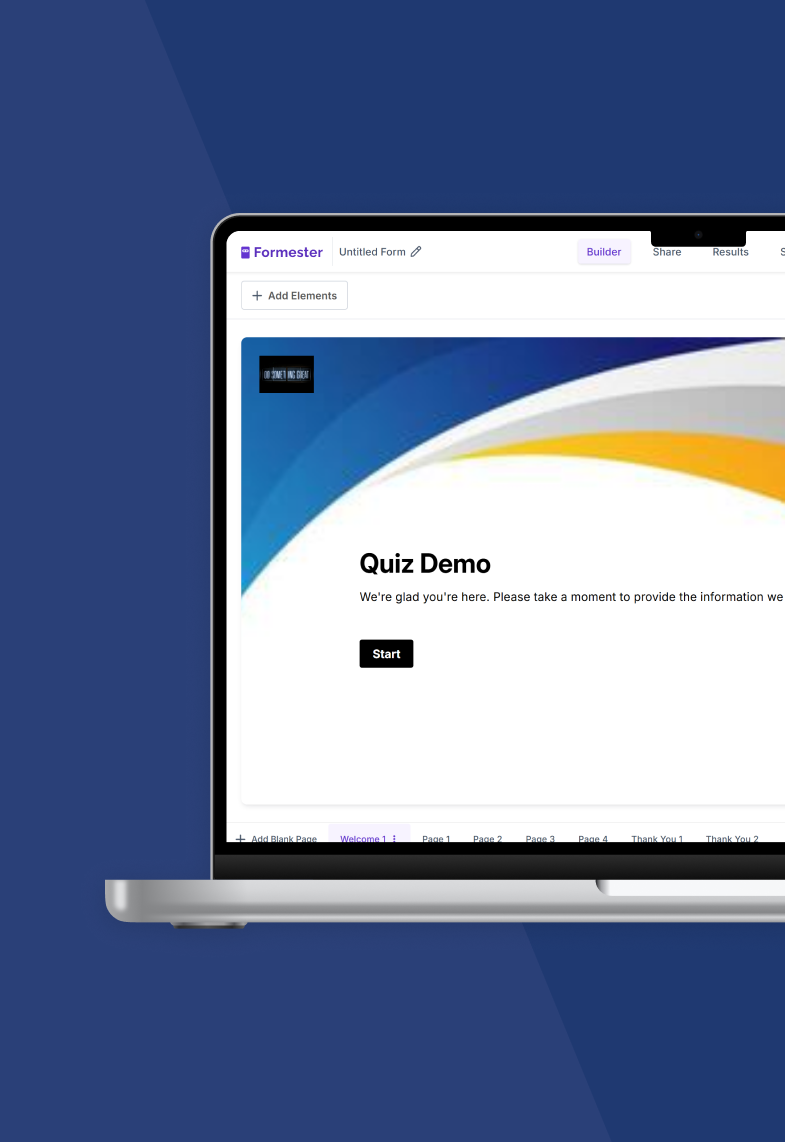 Formester
Untitled Form
Builder
Share
Results
S
Add Elements
DO SOMETHING GREAT
Quiz Demo
We're glad you're here. Please take a moment to provide the information we
Start
Add Blank Page
Welcome 1
Page 1
Page 2
Page 3
Page 4
Thank You 1
Thank You 2